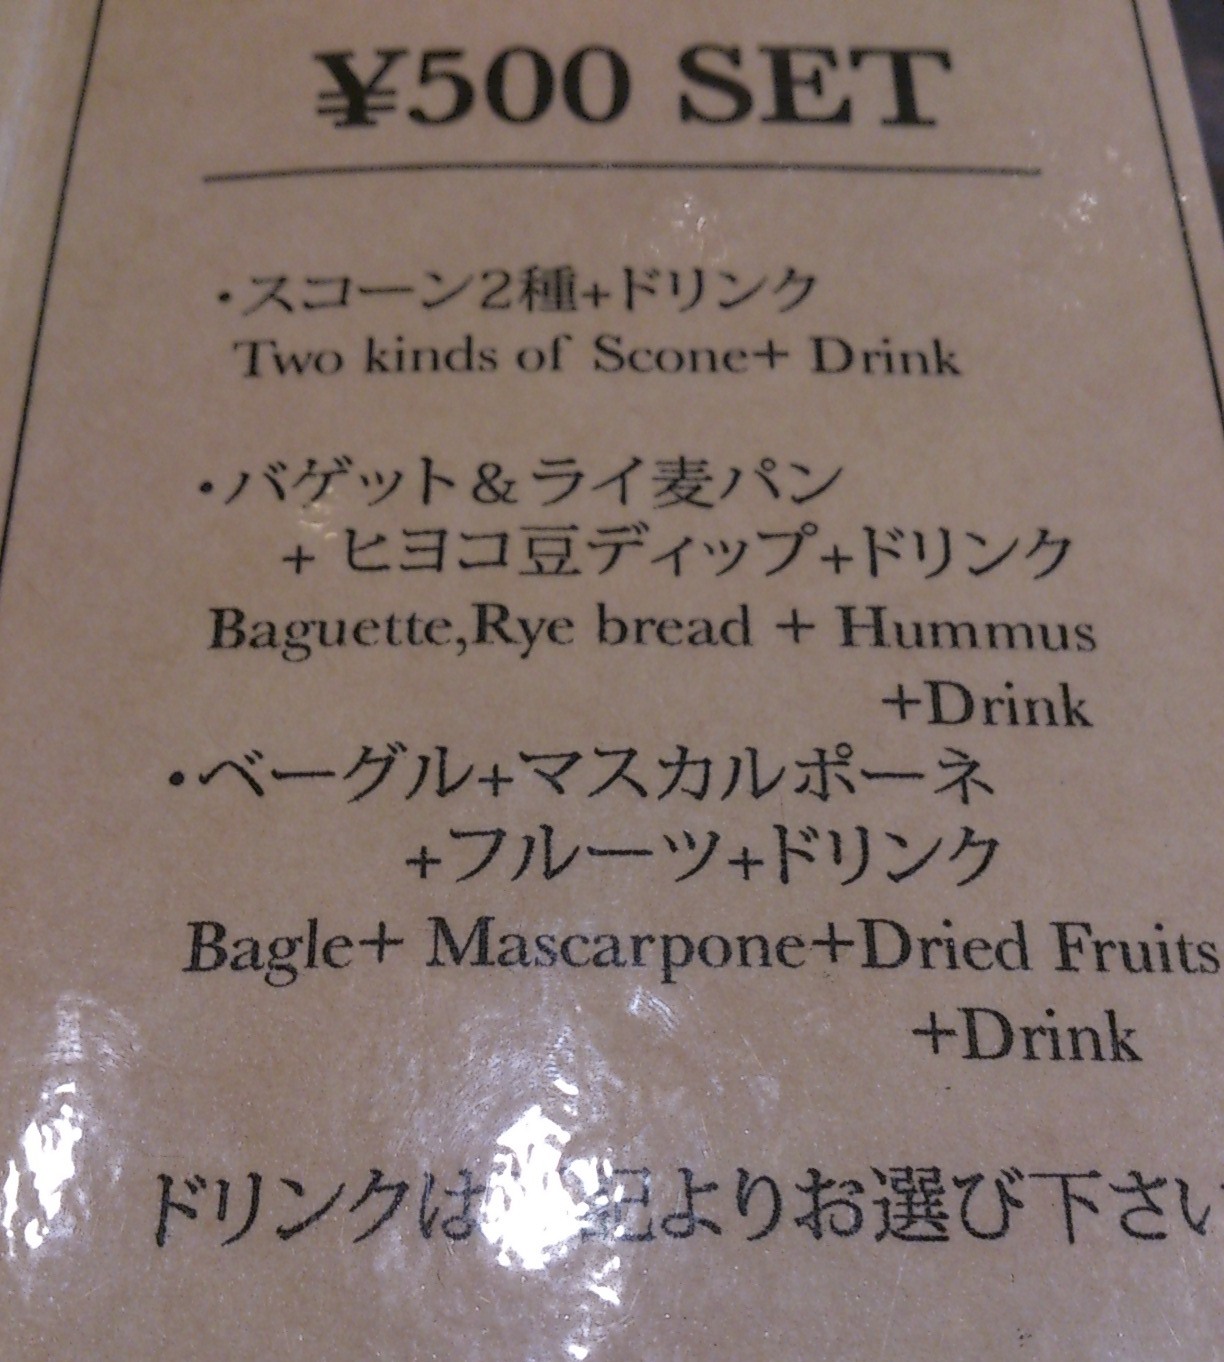 ¥500 SET
・スコーン2種+ドリンク
Two kinds of Scone+ Drink
・バゲット&ライ麦パン
+ ヒヨコ豆ディップ+ドリンク
Baguette,Rye bread + Hummus
+Drink
・ベーグル+マスカルポーネ
+フルーツ+ドリンク
Bagle+ Mascarpone+Dried Fruits
+Drink
ドリンクは 記よりお選び下さい